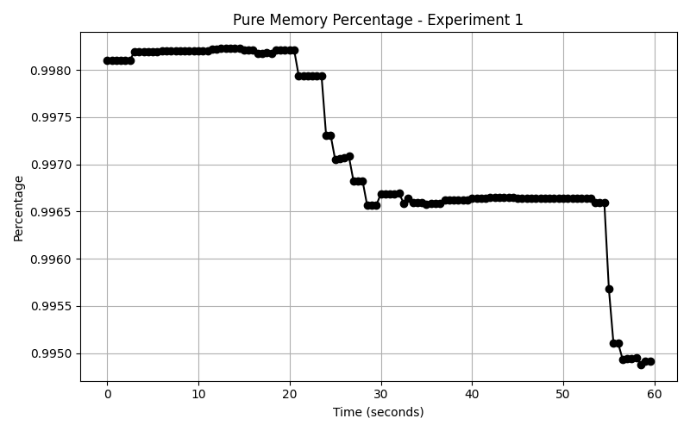 Pure Memory Percentage - Experiment 1
0.9980
0.9975
0.9970
0.9965
0.9960
0.9955
0.9950
Percentage
0 10 20 30 40 50 60
Time (seconds)